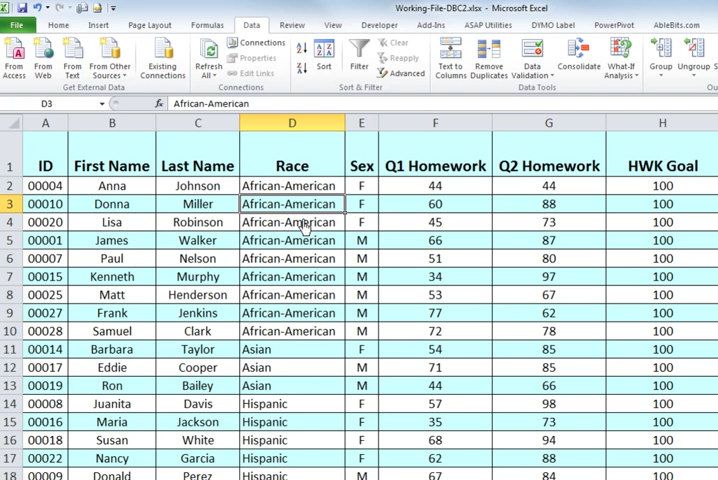 Working-File-DBC2.xlsx - Microsoft Excel
File Home Insert Page Layout Formulas Data Review View Developer Add-Ins ASAP Utilities DYMO Label PowerPivot AbleBits.com
From Access
From Web
From Text
From Other Sources
Existing Connections
Refresh All
Connections
Properties
Edit Links
Sort
Filter
Clear
Reapply
Advanced
Text to Columns
Remove Duplicates
Data Validation
Consolidate
What-If Analysis
Group
Ungroup
Get External Data Connections Sort & Filter Data Tools
D3 fx African-American
A B C D E F G H
1 ID First Name Last Name Race Sex Q1 Homework Q2 Homework HWK Goal
2 00004 Anna Johnson African-American F 44 44 100
3 00010 Donna Miller African-American F 60 88 100
4 00020 Lisa Robinson African-American F 45 73 100
5 00001 James Walker African-American M 66 87 100
6 00007 Paul Nelson African-American M 51 80 100
7 00015 Kenneth Murphy African-American M 34 97 100
8 00025 Matt Henderson African-American M 53 67 100
9 00027 Frank Jenkins African-American M 77 62 100
10 00028 Samuel Clark African-American M 72 78 100
11 00014 Barbara Taylor Asian F 54 85 100
12 00017 Eddie Cooper Asian M 71 85 100
13 00019 Ron Bailey Asian M 44 66 100
14 00008 Juanita Davis Hispanic F 57 98 100
15 00016 Maria Jackson Hispanic F 35 73 100
16 00018 Susan White Hispanic F 68 94 100
17 00022 Nancy Garcia Hispanic F 62 88 100
18 00009 Donald Perez Hispanic M 67 84 100